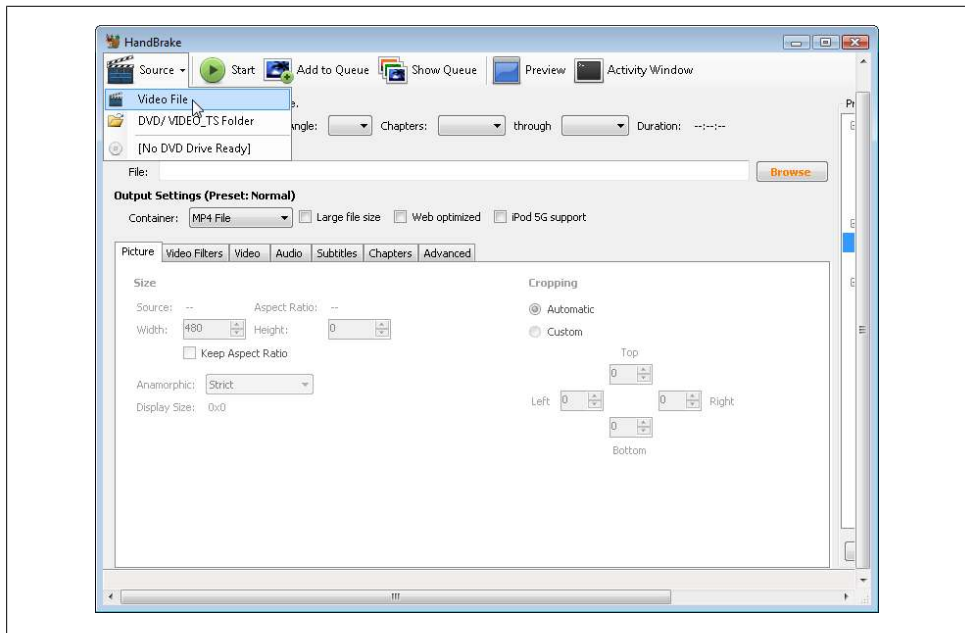 HandBrake
Source Start Add to Queue Show Queue Preview Activity Window
Video File
DVD/ VIDEO_TS Folder
Chapters: through Duration: --:--:--
[No DVD Drive Ready]
File: Browse
Output Settings (Preset: Normal)
Container: MP4 File Large file size Web optimized iPod 5G support
Picture Video Filters Video Audio Subtitles Chapters Advanced
Size Cropping
Source: -- Aspect Ratio: -- Automatic
Width: 480 Height: 0 Custom
Keep Aspect Ratio Top
0
Anamorphic: Strict
Left 0 0 Right
Display Size: 0x0
0
Bottom